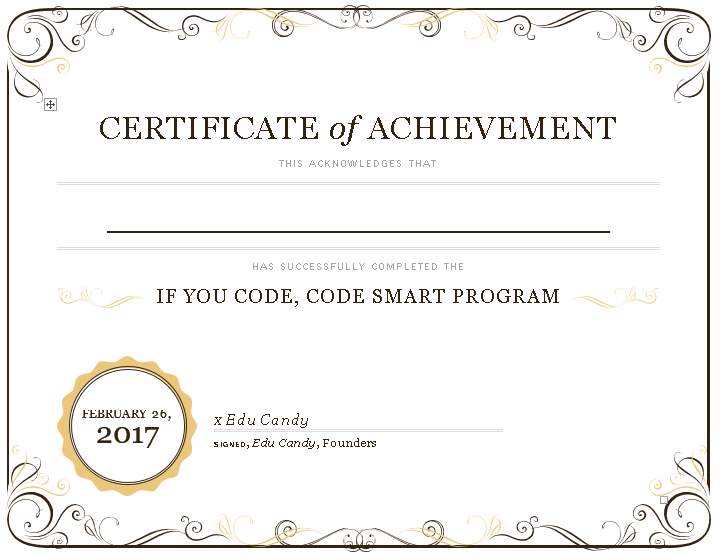 CERTIFICATE of ACHIEVEMENT
THIS ACKNOWLEDGES THAT
HAS SUCCESSFULLY COMPLETED THE
IF YOU CODE, CODE SMART PROGRAM
FEBRUARY 26,
2017
x Edu Candy
SIGNED, Edu Candy, Founders